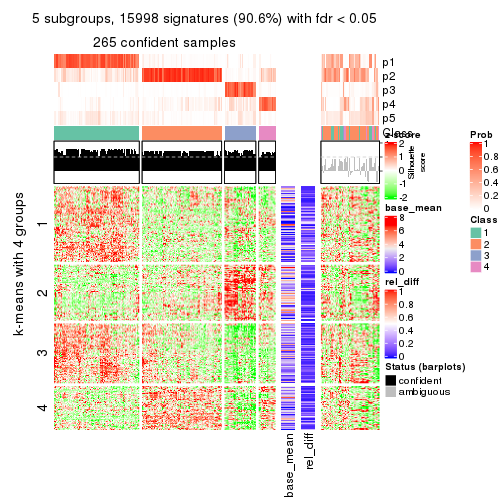 5 subgroups, 15998 signatures (90.6%) with fdr < 0.05
265 confident samples
p1
p2
p3
p4
p5
Class
z-score
2
1
0
-1
-2
Silhouette
score
base_mean
8
6
4
2
0
rel_diff
1
0.8
0.6
0.4
0.2
0
Status (barplots)
confident
ambiguous
Prob
1
0.8
0.6
0.4
0.2
0
Class
1
2
3
4
k-means with 4 groups
1
2
3
4
base_mean
rel_diff